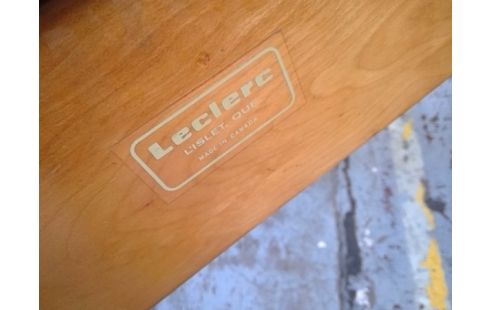 Leclerc
L'ISLET, QUE
MADE IN CANADA